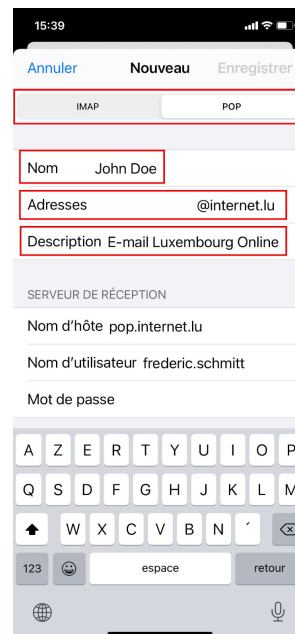 15:39
Annuler Nouveau Enregistrer
IMAP POP
Nom John Doe
Adresses @internet.lu
Description E-mail Luxembourg Online
SERVEUR DE RÉCEPTION
Nom d'hôte pop.internet.lu
Nom d'utilisateur frederic.schmitt
Mot de passe
A Z E R T Y U I O P
Q S D F G H J K L M
W X C V B N ´
123 espace retour